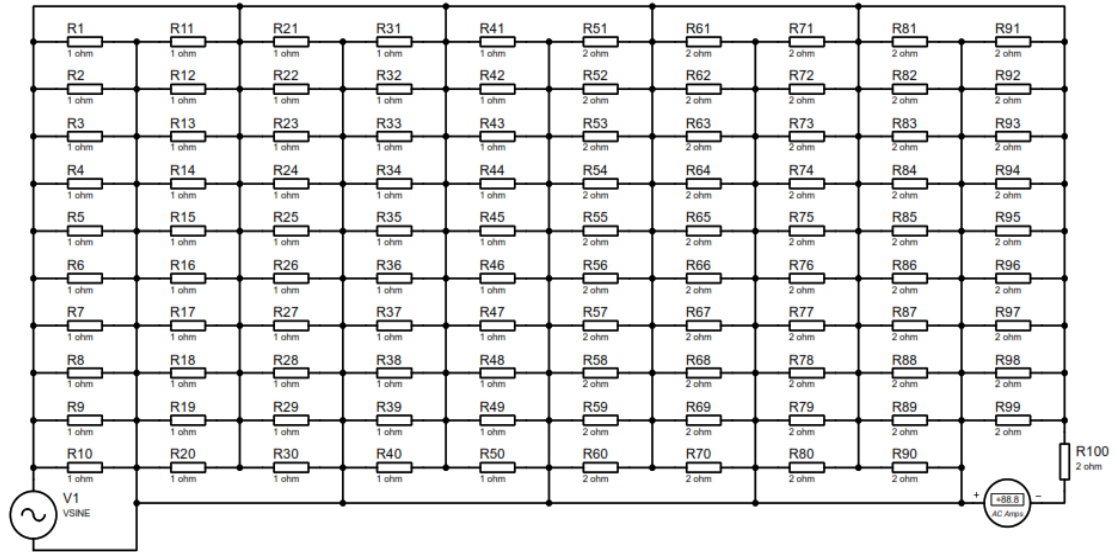 R1 R11 R21 R31 R41 R51 R61 R71 R81 R91
1 ohm 1 ohm 1 ohm 1 ohm 1 ohm 2 ohm 2 ohm 2 ohm 2 ohm 2 ohm
R2 R12 R22 R32 R42 R52 R62 R72 R82 R92
1 ohm 1 ohm 1 ohm 1 ohm 1 ohm 2 ohm 2 ohm 2 ohm 2 ohm 2 ohm
R3 R13 R23 R33 R43 R53 R63 R73 R83 R93
1 ohm 1 ohm 1 ohm 1 ohm 1 ohm 2 ohm 2 ohm 2 ohm 2 ohm 2 ohm
R4 R14 R24 R34 R44 R54 R64 R74 R84 R94
1 ohm 1 ohm 1 ohm 1 ohm 1 ohm 2 ohm 2 ohm 2 ohm 2 ohm 2 ohm
R5 R15 R25 R35 R45 R55 R65 R75 R85 R95
1 ohm 1 ohm 1 ohm 1 ohm 1 ohm 2 ohm 2 ohm 2 ohm 2 ohm 2 ohm
R6 R16 R26 R36 R46 R56 R66 R76 R86 R96
1 ohm 1 ohm 1 ohm 1 ohm 1 ohm 2 ohm 2 ohm 2 ohm 2 ohm 2 ohm
R7 R17 R27 R37 R47 R57 R67 R77 R87 R97
1 ohm 1 ohm 1 ohm 1 ohm 1 ohm 2 ohm 2 ohm 2 ohm 2 ohm 2 ohm
R8 R18 R28 R38 R48 R58 R68 R78 R88 R98
1 ohm 1 ohm 1 ohm 1 ohm 1 ohm 2 ohm 2 ohm 2 ohm 2 ohm 2 ohm
R9 R19 R29 R39 R49 R59 R69 R79 R89 R99
1 ohm 1 ohm 1 ohm 1 ohm 1 ohm 2 ohm 2 ohm 2 ohm 2 ohm 2 ohm
R10 R20 R30 R40 R50 R60 R70 R80 R90 R100
1 ohm 1 ohm 1 ohm 1 ohm 1 ohm 2 ohm 2 ohm 2 ohm 2 ohm 2 ohm
V1
VSINE
+ +88.8 −
AC Amps